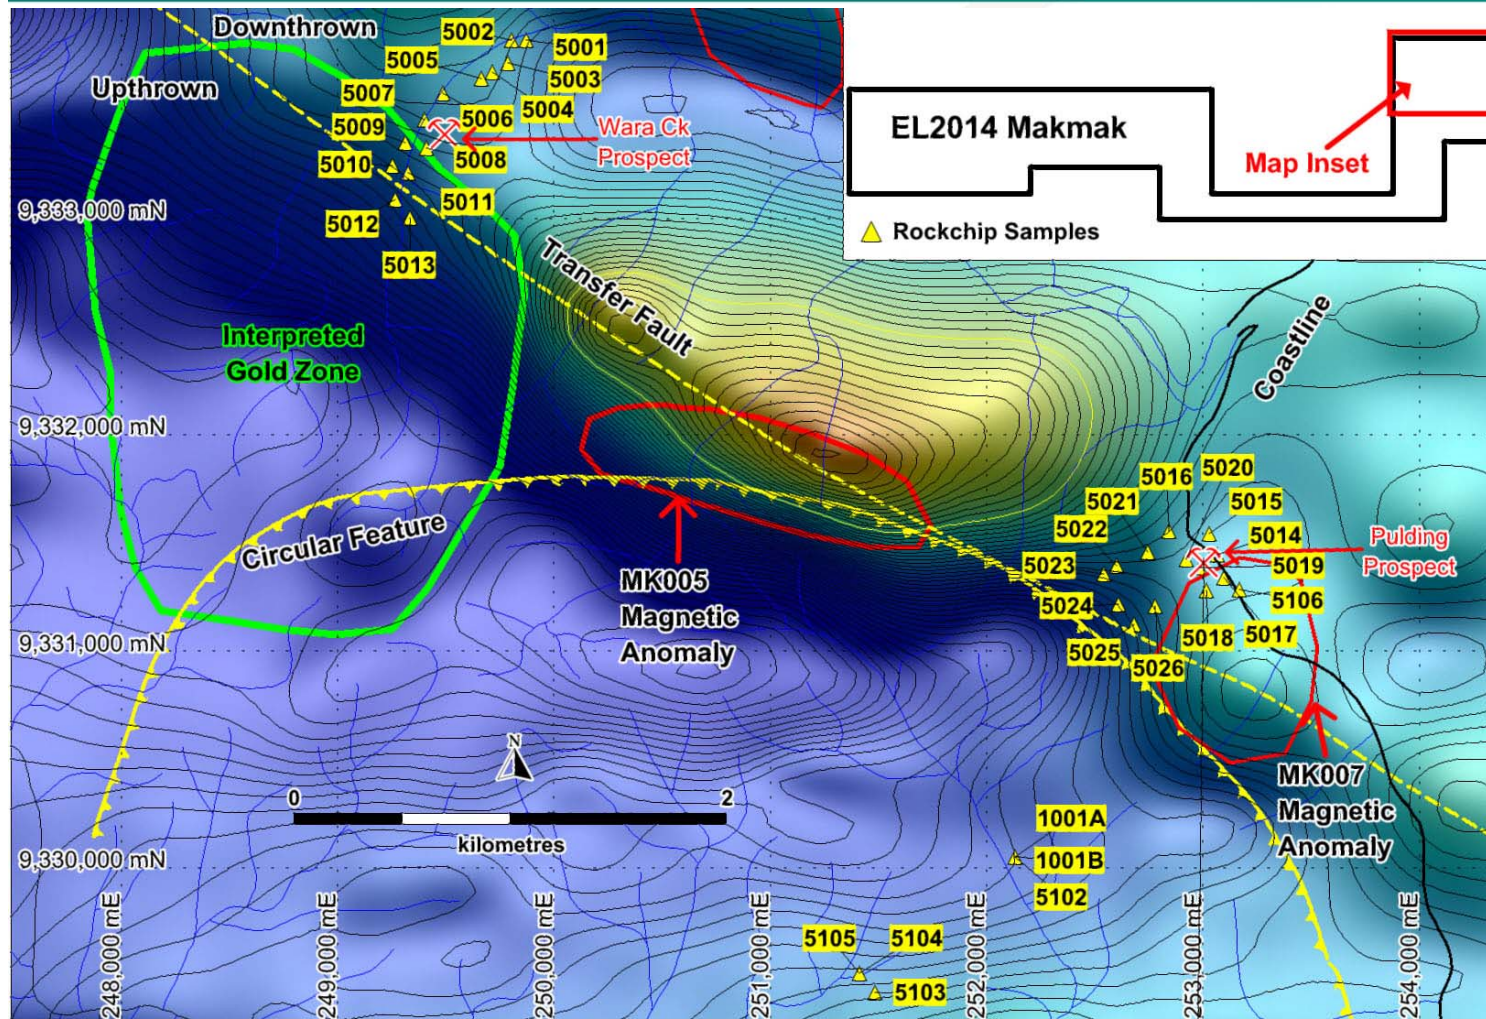 Downthrown
Upthrown
5002
5001
5005
5003
5007
5004
5006
5009
Wara Ck
Prospect
5008
5010
5011
5012
5013
9,333,000 mN
EL2014 Makmak
Map Inset
Rockchip Samples
Transfer Fault
Interpreted
Gold Zone
Coastline
9,332,000 mN
Circular Feature
MK005
Magnetic
Anomaly
5016
5020
5021
5015
5022
5014
Pulding
Prospect
5023
5019
5024
5106
5018
5017
5025
5026
9,331,000 mN
MK007
Magnetic
Anomaly
N
0
2
kilometres
1001A
1001B
5102
9,330,000 mN
5105
5104
5103
248,000 mE
249,000 mE
250,000 mE
251,000 mE
252,000 mE
253,000 mE
254,000 mE